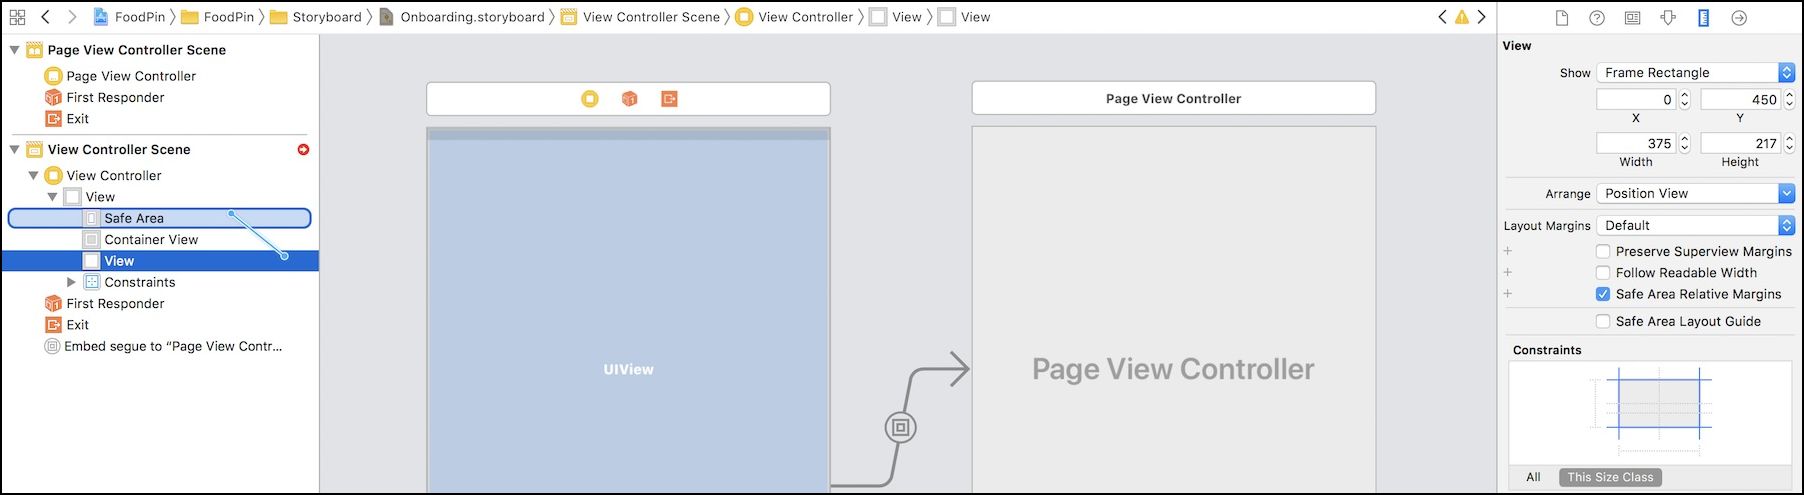 FoodPin FoodPin Storyboard Onboarding.storyboard View Controller Scene View Controller View View
Page View Controller Scene
Page View Controller
First Responder
Exit
View Controller Scene
View Controller
View
Safe Area
Container View
View
Constraints
First Responder
Exit
Embed segue to “Page View Contr...
UIView
Page View Controller
Page View Controller
View
Show Frame Rectangle
0 450
X Y
375 217
Width Height
Arrange Position View
Layout Margins Default
Preserve Superview Margins
Follow Readable Width
Safe Area Relative Margins
Safe Area Layout Guide
Constraints
All This Size Class